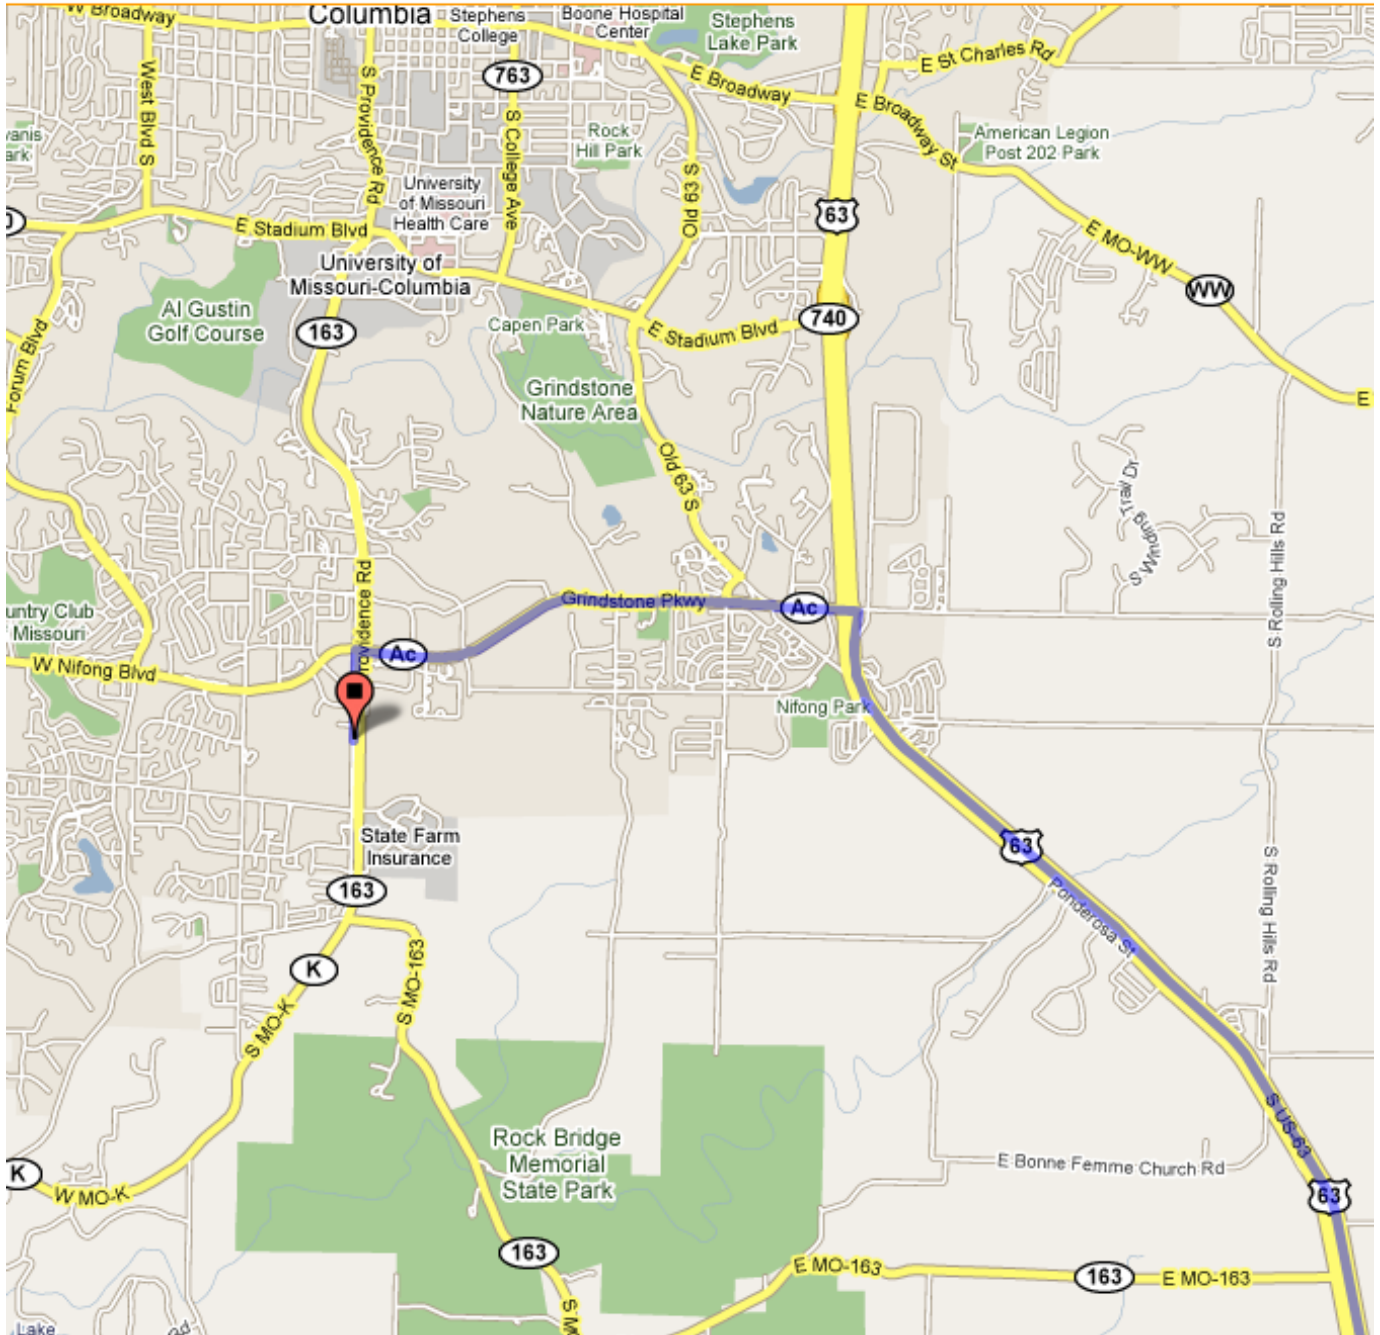 W Broadway
Columbia
Stephens
College
Boone Hospital
Center
Stephens
Lake Park
E St Charles Rd
763
E Broadway
E Broadway St
West Blvd S
S Providence Rd
S College Ave
Rock
Hill Park
Old 63 S
American Legion
Post 202 Park
vanis
ark
University
of Missouri
Health Care
63
E Stadium Blvd
E MO-WW
WW
University of
Missouri-Columbia
Al Gustin
Golf Course
163
Capen Park
E Stadium Blvd
740
Forum Blvd
Grindstone
Nature Area
E
Old 63 S
S Winding Trail Dr
S Rolling Hills Rd
rovidence Rd
Grindstone Pkwy
Ac
untry Club
Missouri
Ac
W Nifong Blvd
Nifong Park
State Farm
Insurance
63
163
Ponderosa St
S Rolling Hills Rd
K
S MO-163
S MO-K
Rock Bridge
Memorial
State Park
S US-63
E Bonne Femme Church Rd
K
W MO-K
63
163
E MO-163
163
E MO-163
S M
Lake
Rd